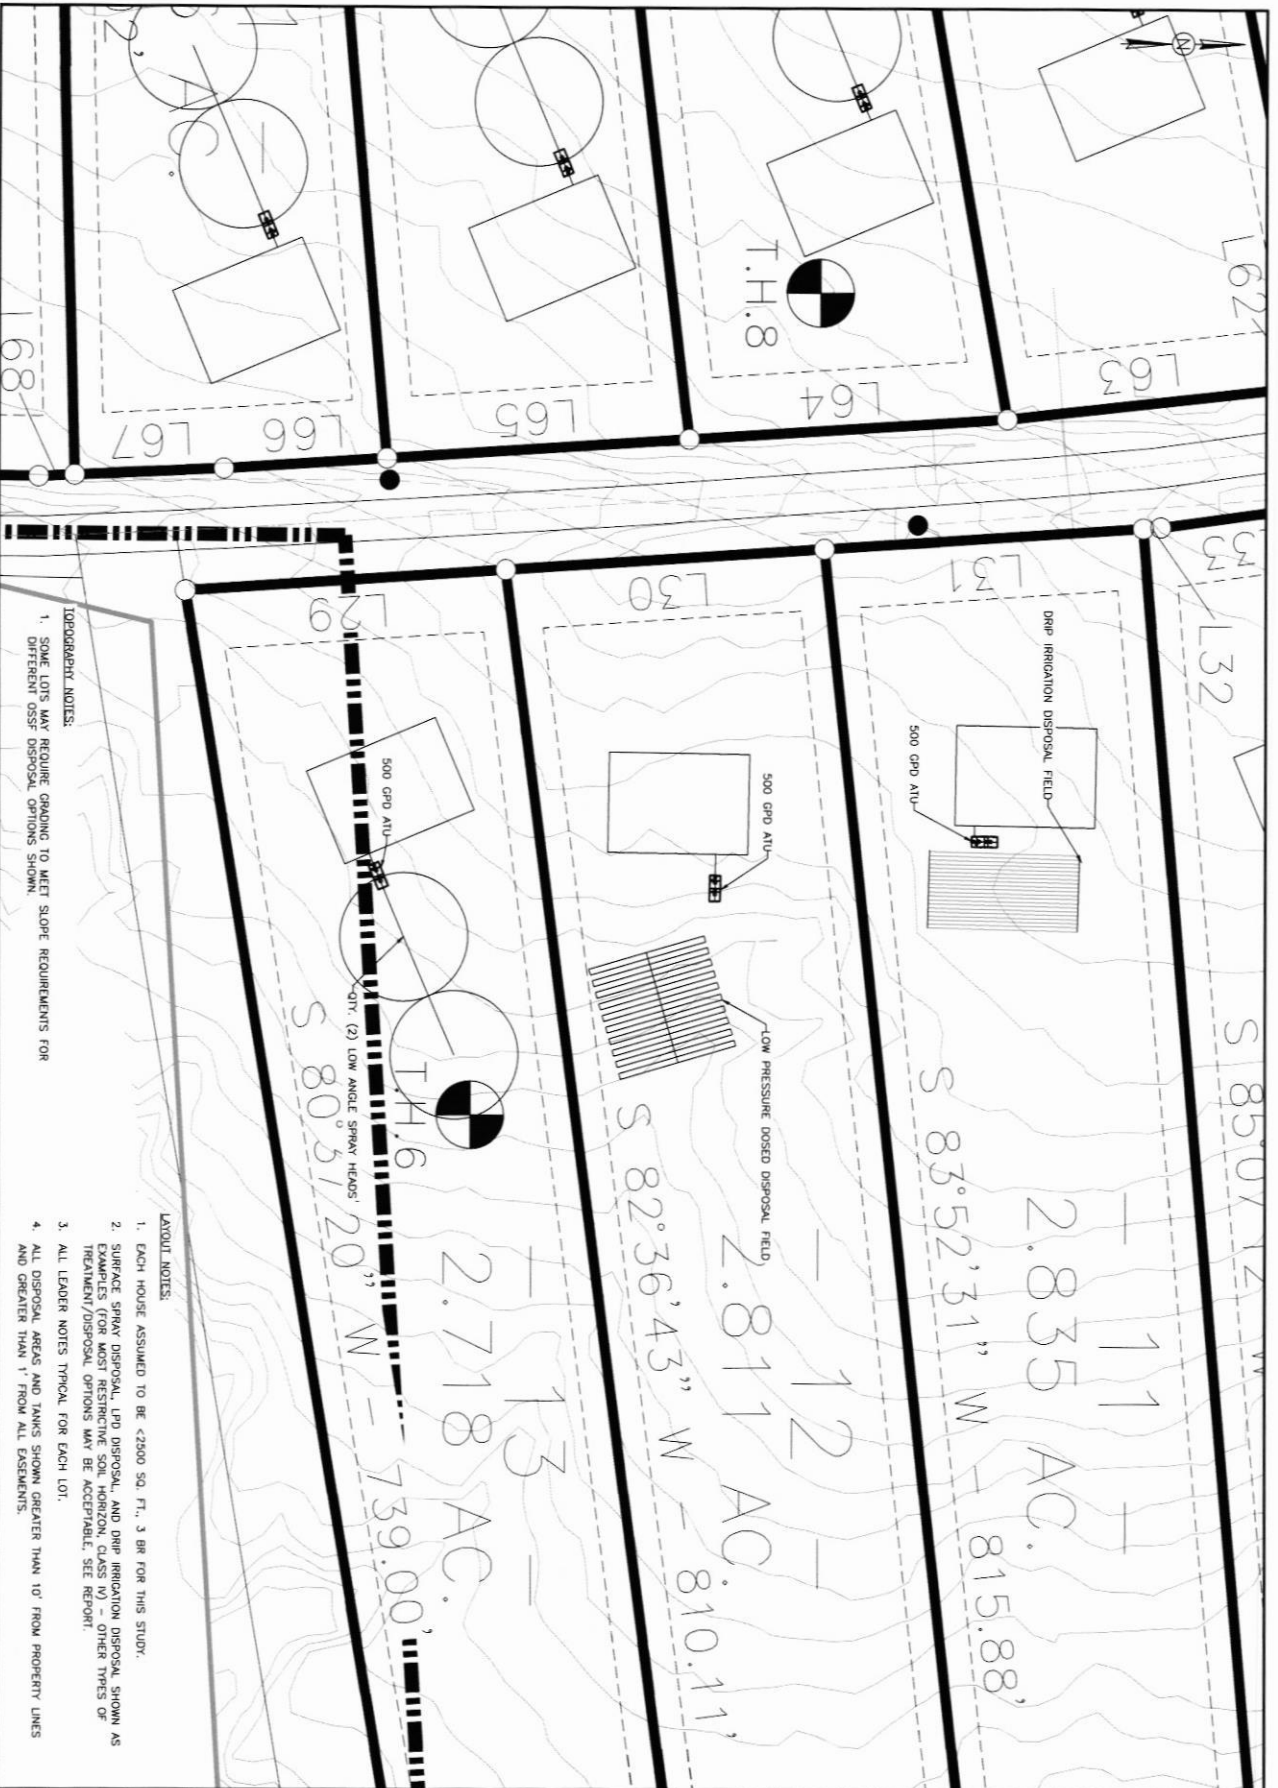 N
L62
L63
L64
L65
L66
L67
L68
AC.
T.H.8
33
L32
L31
L30
L29
DRIP IRRIGATION DISPOSAL FIELD
500 GPD ATU
S 85°07'12" W
— 11 —
2.835 AC.
S 83°52'31" W - 815.88'
500 GPD ATU
LOW PRESSURE DOSED DISPOSAL FIELD
— 12 —
2.811 AC.
S 82°36'43" W - 810.11'
500 GPD ATU
QTY. (2) LOW ANGLE SPRAY HEADS
T.H.6
— 13 —
2.718 AC.
S 80°37'20" W - 739.00'
TOPOGRAPHY NOTES:
1. SOME LOTS MAY REQUIRE GRADING TO MEET SLOPE REQUIREMENTS FOR
DIFFERENT OSSF DISPOSAL OPTIONS SHOWN.
LAYOUT NOTES:
1. EACH HOUSE ASSUMED TO BE <2500 SQ. FT., 3 BR FOR THIS STUDY.
2. SURFACE SPRAY DISPOSAL, LPD DISPOSAL, AND DRIP IRRIGATION DISPOSAL SHOWN AS
EXAMPLES (FOR MOST RESTRICTIVE SOIL HORIZON, CLASS IV) - OTHER TYPES OF
TREATMENT/DISPOSAL OPTIONS MAY BE ACCEPTABLE, SEE REPORT.
3. ALL LEADER NOTES TYPICAL FOR EACH LOT.
4. ALL DISPOSAL AREAS AND TANKS SHOWN GREATER THAN 10' FROM PROPERTY LINES
AND GREATER THAN 1' FROM ALL EASEMENTS.